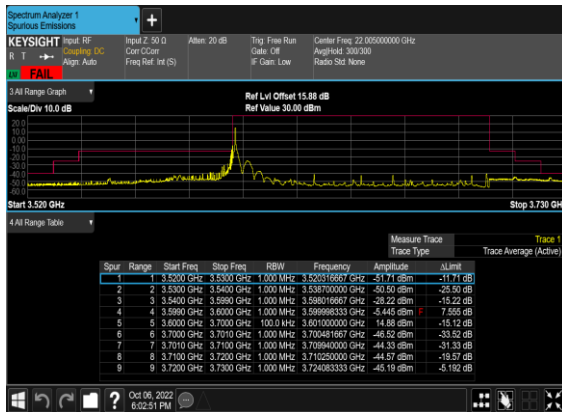 Spectrum Analyzer 1
Spurious Emissions
KEYSIGHT Input: RF Input Z: 50 Ω Atten: 20 dB Trig: Free Run Center Freq: 22.005000000 GHz
R T Coupling: DC Corr CCorr Gate: Off Avg|Hold: 300/300
Align: Auto Freq Ref: Int (S) IF Gain: Low Radio Std: None
FAIL
3 All Range Graph
Ref Lvl Offset 15.88 dB
Scale/Div 10.0 dB Ref Value 30.00 dBm
20.0
10.0
0.00
-10.0
-20.0
-30.0
-40.0
-50.0
-60.0
Start 3.520 GHz Stop 3.730 GH
4 All Range Table
Measure Trace Trace 1
Trace Type Trace Average (Active)
Spur Range Start Freq Stop Freq RBW Frequency Amplitude ΔLimit
1 1 3.5200 GHz 3.5300 GHz 1.000 MHz 3.520316667 GHz -51.71 dBm -11.71 dB
2 2 3.5300 GHz 3.5400 GHz 1.000 MHz 3.538700000 GHz -50.50 dBm -25.50 dB
3 3 3.5400 GHz 3.5990 GHz 1.000 MHz 3.598016667 GHz -28.22 dBm -15.22 dB
4 4 3.5990 GHz 3.6000 GHz 1.000 MHz 3.599998333 GHz -5.445 dBm F 7.555 dB
5 5 3.6000 GHz 3.7000 GHz 100.0 kHz 3.601000000 GHz 14.88 dBm -15.12 dB
6 6 3.7000 GHz 3.7010 GHz 1.000 MHz 3.700481667 GHz -46.52 dBm -33.52 dB
7 7 3.7010 GHz 3.7100 GHz 1.000 MHz 3.709940000 GHz -44.33 dBm -31.33 dB
8 8 3.7100 GHz 3.7200 GHz 1.000 MHz 3.710250000 GHz -44.57 dBm -19.57 dB
9 9 3.7200 GHz 3.7300 GHz 1.000 MHz 3.724083333 GHz -45.19 dBm -5.192 dB
Oct 06, 2022
6:02:51 PM